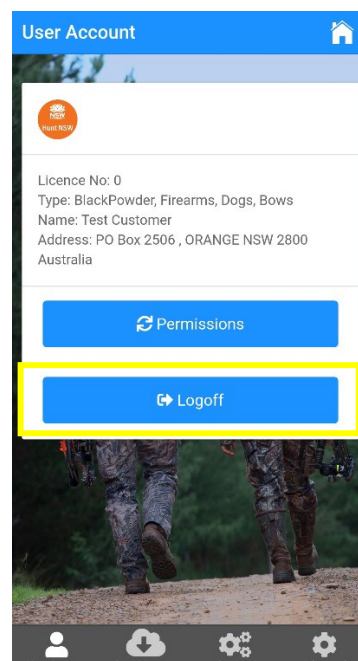 User Account
NSW
Hunt NSW
Licence No: 0
Type: BlackPowder, Firearms, Dogs, Bows
Name: Test Customer
Address: PO Box 2506 , ORANGE NSW 2800
Australia
Permissions
Logoff